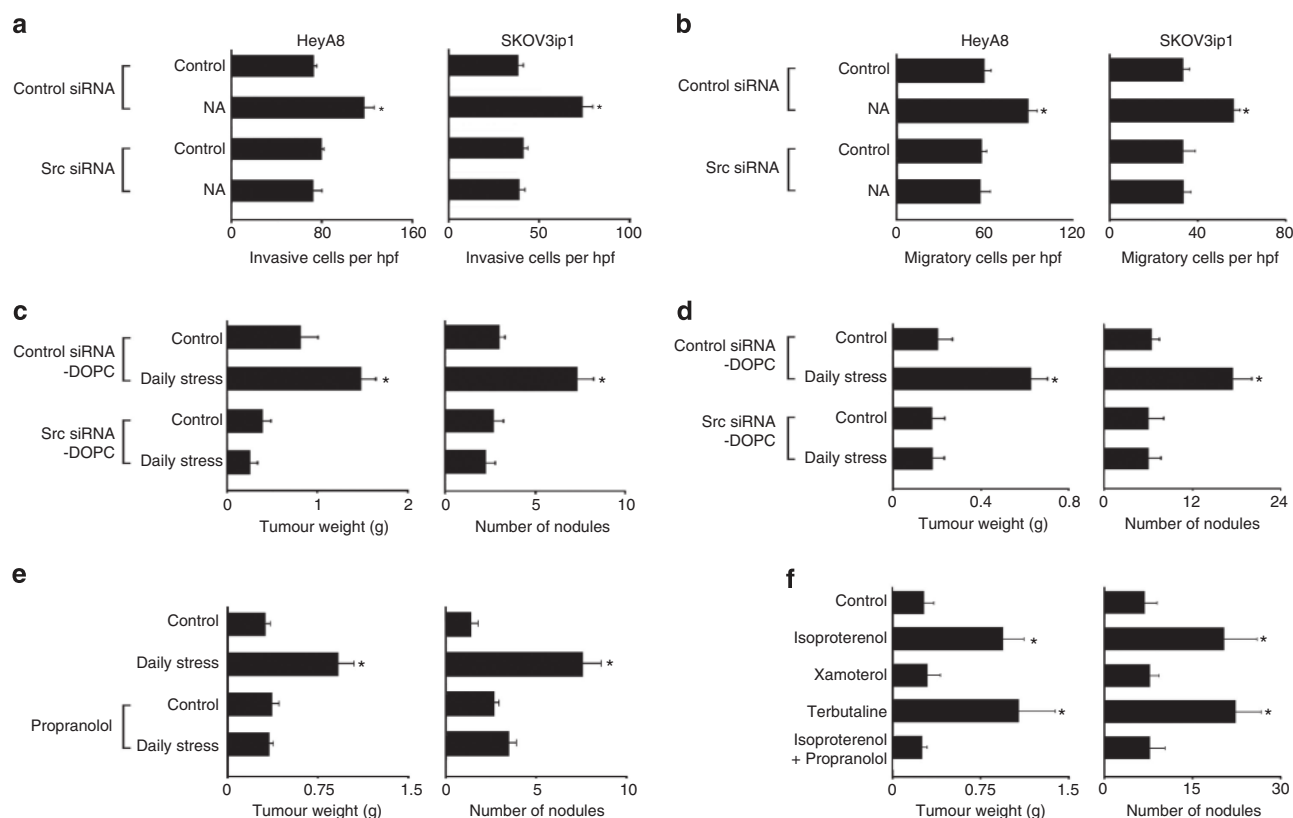 a
HeyA8
SKOV3ip1
Control siRNA
Control
NA
Src siRNA
Control
NA
*
*
0
80
160
0
50
100
Invasive cells per hpf
Invasive cells per hpf
b
HeyA8
SKOV3ip1
Control siRNA
Control
NA
Src siRNA
Control
NA
*
*
0
60
120
0
40
80
Migratory cells per hpf
Migratory cells per hpf
c
Control siRNA
-DOPC
Control
Daily stress
Src siRNA
-DOPC
Control
Daily stress
*
*
0
1
2
0
5
10
Tumour weight (g)
Number of nodules
d
Control siRNA
-DOPC
Control
Daily stress
Src siRNA
-DOPC
Control
Daily stress
*
*
0
0.4
0.8
0
12
24
Tumour weight (g)
Number of nodules
e
Control
Daily stress
Propranolol
Control
Daily stress
*
*
0
0.75
1.5
0
5
10
Tumour weight (g)
Number of nodules
f
Control
Isoproterenol
Xamoterol
Terbutaline
Isoproterenol
+ Propranolol
*
*
*
*
0
0.75
1.5
0
15
30
Tumour weight (g)
Number of nodules